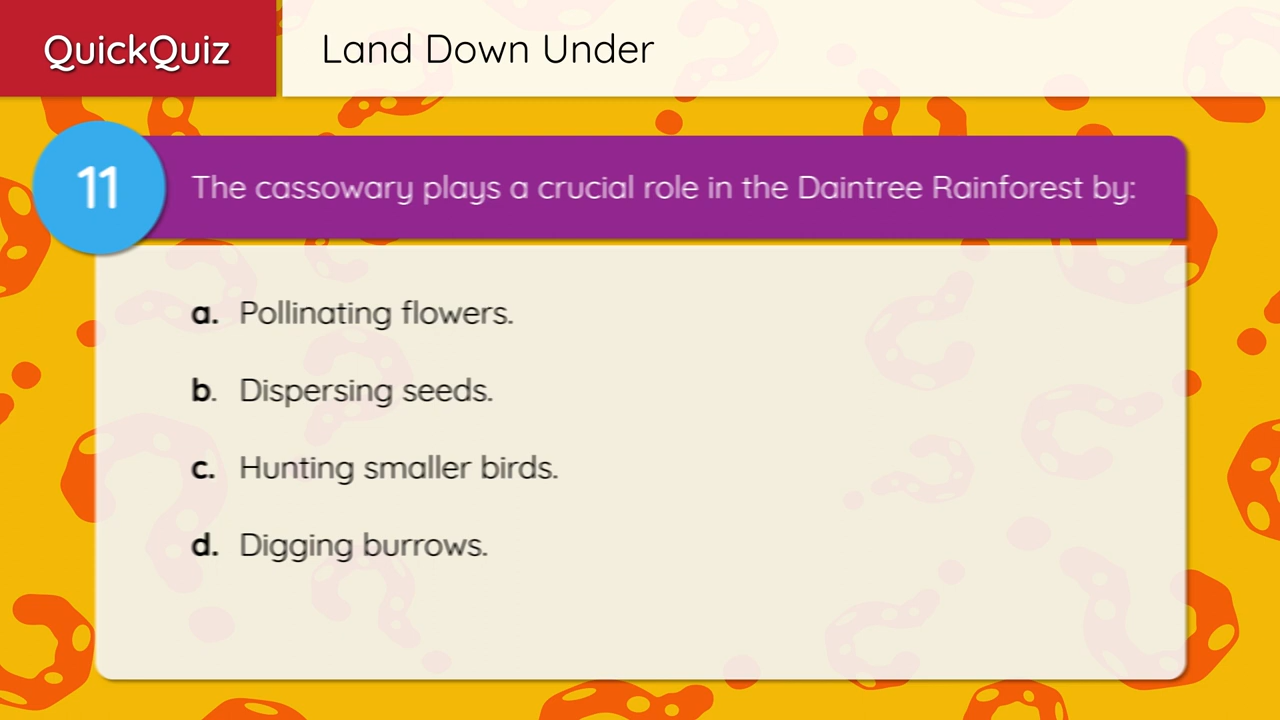 QuickQuiz
Land Down Under
11
The cassowary plays a crucial role in the Daintree Rainforest by:
a. Pollinating flowers.
b. Dispersing seeds.
c. Hunting smaller birds.
d. Digging burrows.